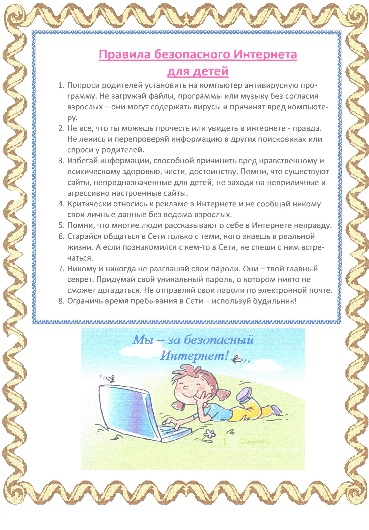 Правила безопасного Интернета
для детей
1. Попроси родителей установить на компьютер антивирусную про-
грамму. Не загружай файлы, программы или музыку без согласия
взрослых – они могут содержать вирусы и причинят вред компьюте-
ру.
2. Не все, что ты можешь прочесть или увидеть в интернете - правда.
Не ленись и перепроверяй информацию в других поисковиках или
спроси у родителей.
3. Избегай информации, способной причинить вред нравственному и
психическому здоровью, чести, достоинству. Помни, что существуют
сайты, непредназначенные для детей, не заходи на неприличные и
агрессивно настроенные сайты.
4. Критически относись к рекламе в Интернете и не сообщай никому
свои личные данные без ведома взрослых.
5. Помни, что многие люди рассказывают о себе в Интернете неправду.
6. Старайся общаться в Сети только с теми, кого знаешь в реальной
жизни. А если познакомился с кем-то в Сети, не спеши с ним встре-
чаться.
7. Никому и никогда не разглашай свои пароли. Они – твой главный
секрет. Придумай свой уникальный пароль, о котором никто не
сможет догадаться. Не отправляй свои пароли по электронной почте.
8. Ограничь время пребывания в Сети – используй будильник!
Мы – за безопасный
Интернет!